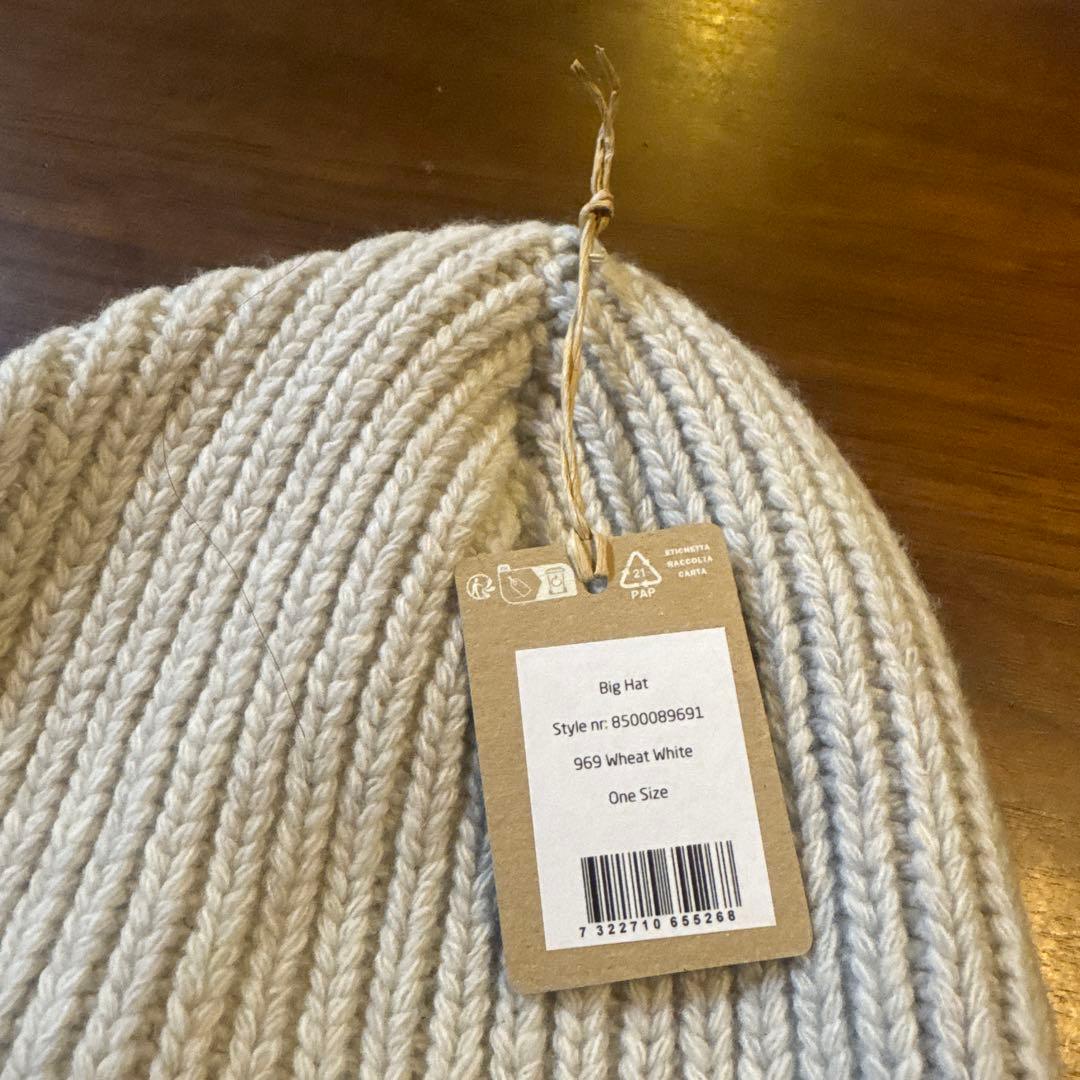 ETICHETTA
RACCOLTA
CARTA
21
PAP
Big Hat
Style nr: 8500089691
969 Wheat White
One Size
7 322710 655268